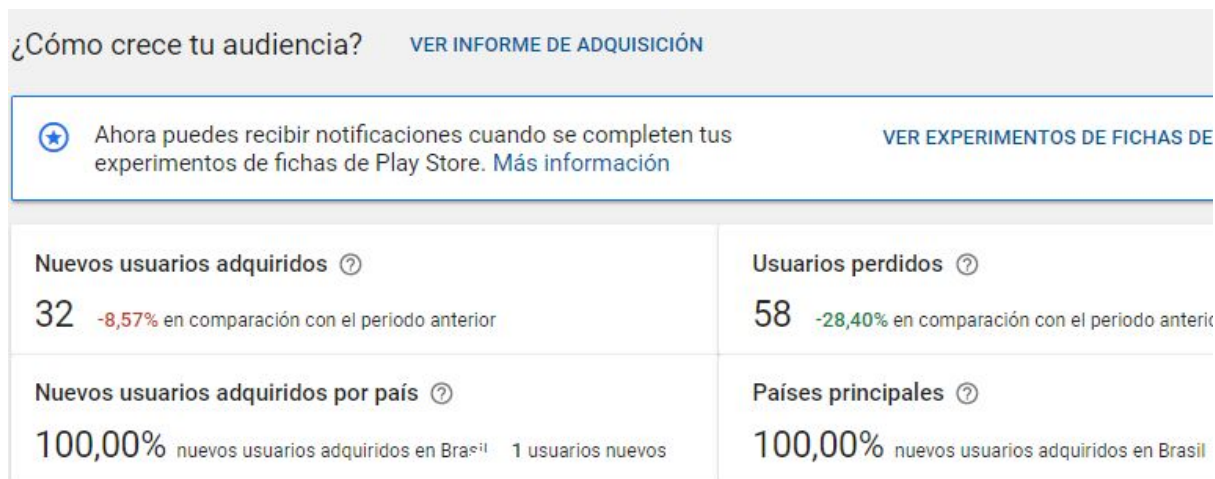 ¿Cómo crece tu audiencia? VER INFORME DE ADQUISICIÓN
Ahora puedes recibir notificaciones cuando se completen tus
experimentos de fichas de Play Store. Más información
VER EXPERIMENTOS DE FICHAS DE
Nuevos usuarios adquiridos
32 -8,57% en comparación con el periodo anterior
Usuarios perdidos
58 -28,40% en comparación con el periodo
Nuevos usuarios adquiridos por país
100,00% nuevos usuarios adquiridos en Brasil 1 usuarios nuevos
Países principales
100,00% nuevos usuarios adquiridos en Brasil